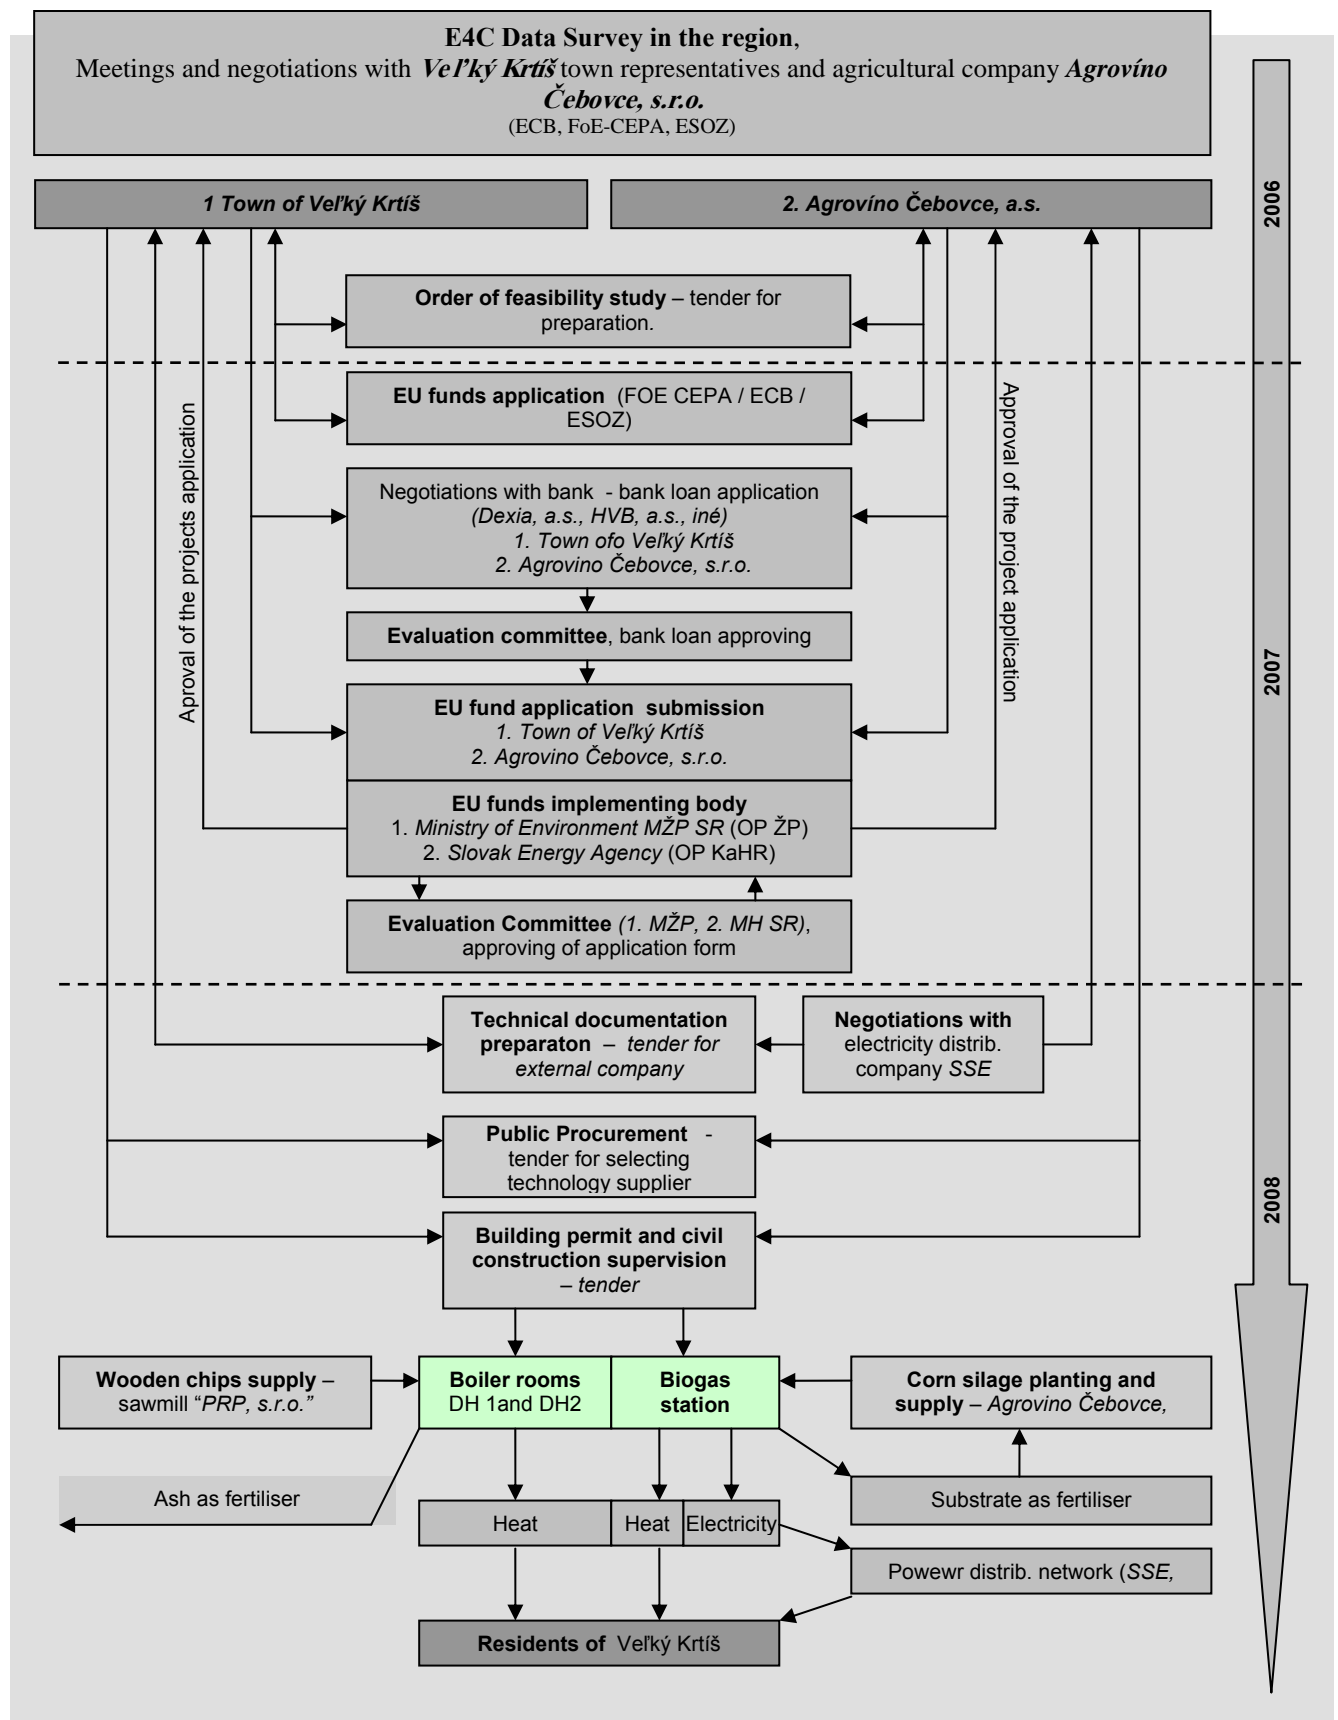 E4C Data Survey in the region,
Meetings and negotiations with Veľký Krtíš town representatives and agricultural company Agrovíno
Čebovce, s.r.o.
(ECB, FoE-CEPA, ESOZ)
1 Town of Veľký Krtíš
2. Agrovíno Čebovce, a.s.
2006
Order of feasibility study – tender for
preparation.
EU funds application (FOE CEPA / ECB /
ESOZ)
Aproval of the projects application
Approval of the project application
Negotiations with bank - bank loan application
(Dexia, a.s., HVB, a.s., iné)
1. Town ofo Veľký Krtíš
2. Agrovino Čebovce, s.r.o.
Evaluation committee, bank loan approving
2007
EU fund application submission
1. Town of Veľký Krtíš
2. Agrovino Čebovce, s.r.o.
EU funds implementing body
1. Ministry of Environment MŽP SR (OP ŽP)
2. Slovak Energy Agency (OP KaHR)
Evaluation Committee (1. MŽP, 2. MH SR),
approving of application form
Technical documentation
preparaton – tender for
external company
Negotiations with
electricity distrib.
company SSE
Public Procurement -
tender for selecting
technology supplier
2008
Building permit and civil
construction supervision
– tender
Wooden chips supply –
sawmill “PRP, s.r.o.”
Boiler rooms
DH 1and DH2
Biogas
station
Corn silage planting and
supply – Agrovino Čebovce,
Ash as fertiliser
Substrate as fertiliser
Heat
Heat
Electricity
Powewr distrib. network (SSE,
Residents of Veľký Krtíš